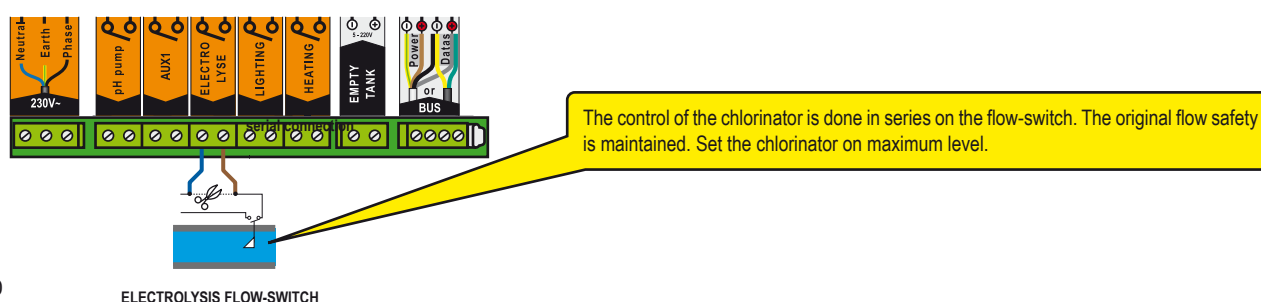 Neutral
Earth
Phase
230V~
pH pump
AUX1
ELECTRO
LYSE
LIGHTING
HEATING
5 - 220V
EMPTY
TANK
Power
Datas
or
BUS
serial connection
The control of the chlorinator is done in series on the flow-switch. The original flow safety
is maintained. Set the chlorinator on maximum level.
ELECTROLYSIS FLOW-SWITCH